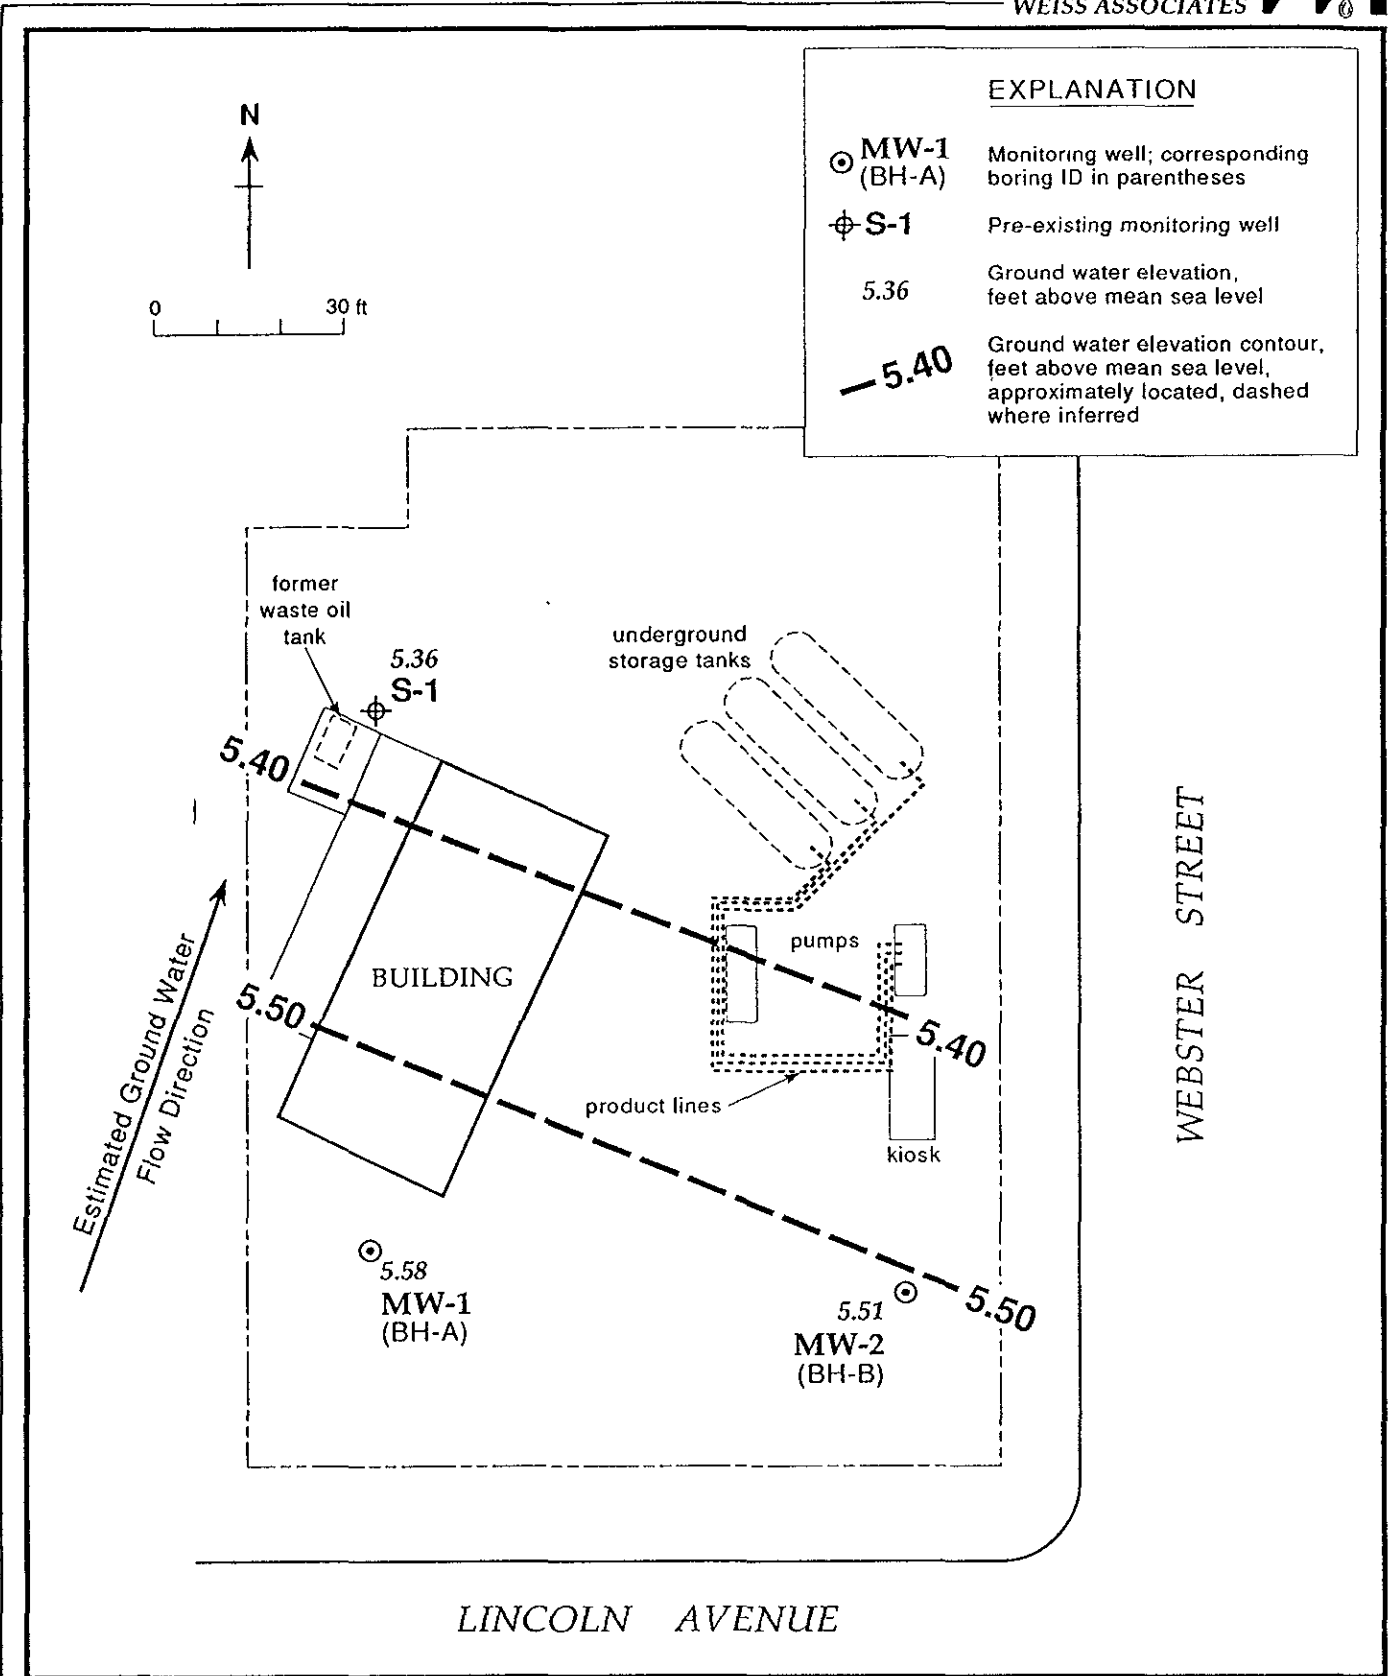 WEISS ASSOCIATES
EXPLANATION
MW-1
(BH-A)
Monitoring well; corresponding
boring ID in parentheses
S-1
Pre-existing monitoring well
5.36
Ground water elevation,
feet above mean sea level
5.40
Ground water elevation contour,
feet above mean sea level,
approximately located, dashed
where inferred
N
0 30 ft
former
waste oil
tank
5.36
S-1
underground
storage tanks
5.40
pumps
BUILDING
5.50
5.40
product lines
kiosk
Estimated Ground Water
Flow Direction
5.58
MW-1
(BH-A)
5.51
MW-2
(BH-B)
5.50
WEBSTER STREET
LINCOLN AVENUE